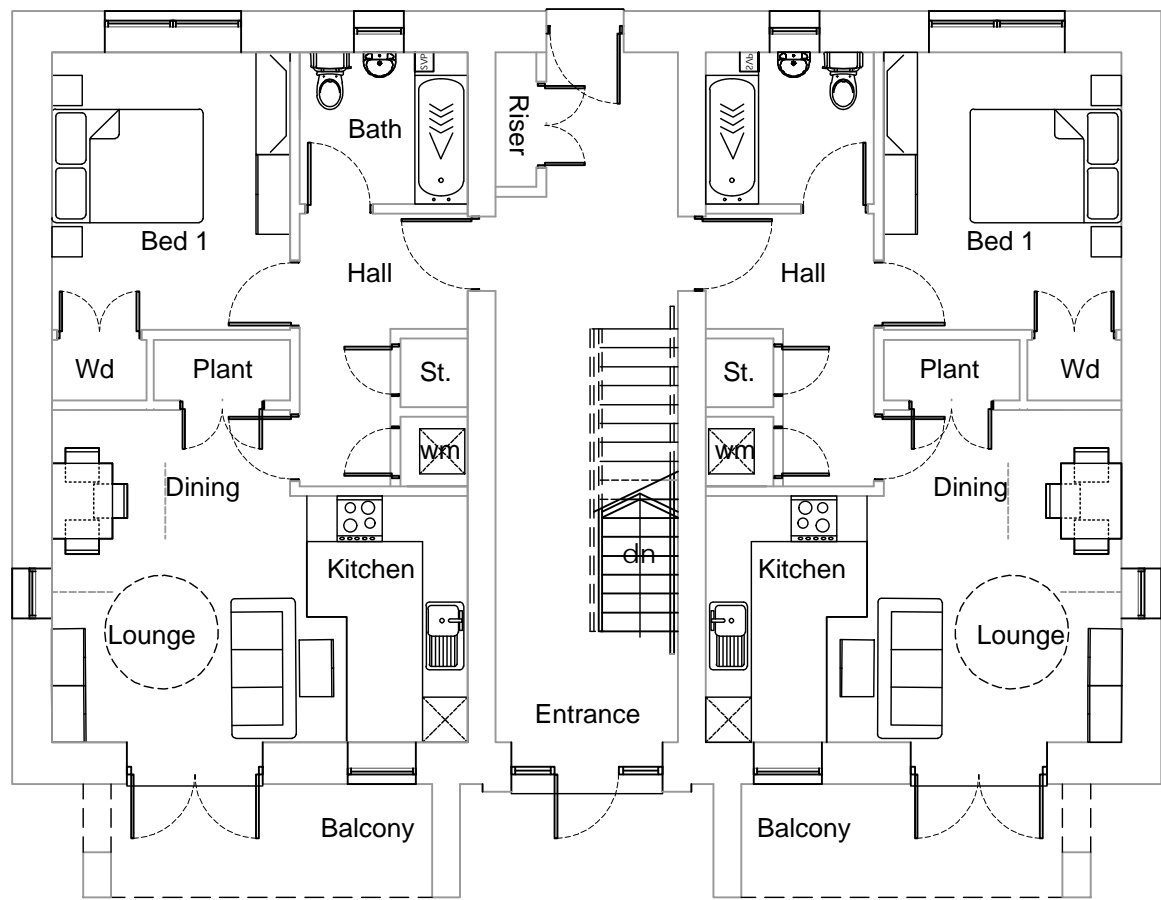 SVP
SVP
Riser
Bath
Bed 1
Bed 1
Hall
Hall
Wd
Plant
St.
St.
Plant
Wd
wm
wm
Dining
Dining
dn
Kitchen
Kitchen
Lounge
Lounge
Entrance
Balcony
Balcony